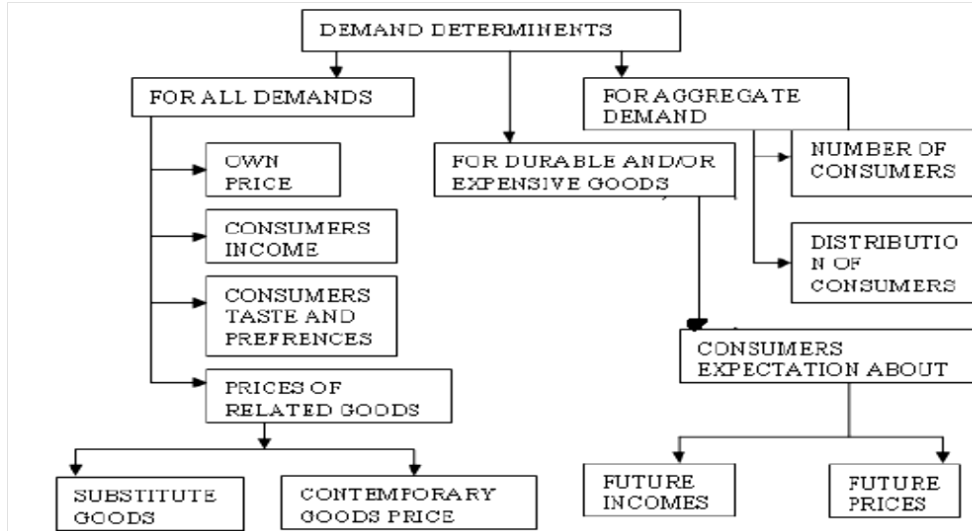 DEMAND DETERMINENTS
FOR ALL DEMANDS
FOR AGGREGATE
DEMAND
OWN
PRICE
FOR DURABLE AND/OR
EXPENSIVE GOODS
NUMBER OF
CONSUMERS
CONSUMERS
INCOME
DISTRIBUTIO
N OF
CONSUMERS
CONSUMERS
TASTE AND
PREFRENCES
CONSUMERS
EXPECTATION ABOUT
PRICES OF
RELATED GOODS
SUBSTITUTE
GOODS
CONTEMPORARY
GOODS PRICE
FUTURE
INCOMES
FUTURE
PRICES